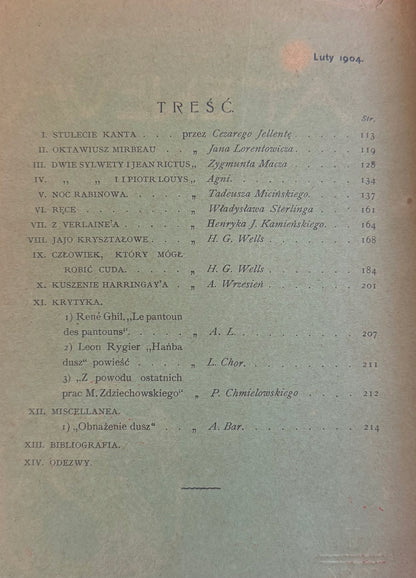 Luty 1904.
TREŚĆ.
Str.
I. STULECIE KANTA . . . przez Cezarego Jellentę . . . . . 113
II. OKTAWIUSZ MIRBEAU . . „ Jana Lorentowicza . . . . . 119
III. DWIE SYLWETY I JEAN RICTUS „ Zygmunta Macza . . . . . 128
IV. „ „ I I PIOTR LOUYS „ Agni. . . . . . . . . 134
V. NOC RABINOWA . . . . „ Tadeusza Micińskiego . . . . 137
VI. RĘCE . . . . . . . „ Władysława Sterlinga . . . . 161
VII. Z VERLAINE'A . . . . „ Henryka J. Kamieńskiego . . . 164
VIII. JAJO KRYSZTAŁOWE . . . „ H. G. Wells . . . . . . 168
IX. CZŁOWIEK, KTÓRY MÓGŁ
ROBIĆ CUDA . . . . . „ H. G. Wells . . . . . . 184
X. KUSZENIE HARRINGAY'A . . „ A. Wrzesień . . . . . . 201
XI. KRYTYKA.
1) René Ghil, „Le pantoun
des pantouns“ . . . . „ A. L. . . . . . . . . 207
2) Leon Rygier „Hańba
dusz“ powieść . . . . „ L. Chor. . . . . . . . 211
3) „Z powodu ostatnich
prac M. Zdziechowskiego“ „ P. Chmielowskiego . . . . 212
XII. MISCELLANEA.
1) „Obnażenie dusz“ . . . „ A. Bar. . . . . . . . 214
XIII. BIBLIOGRAFIA.
XIV. ODEZWY.